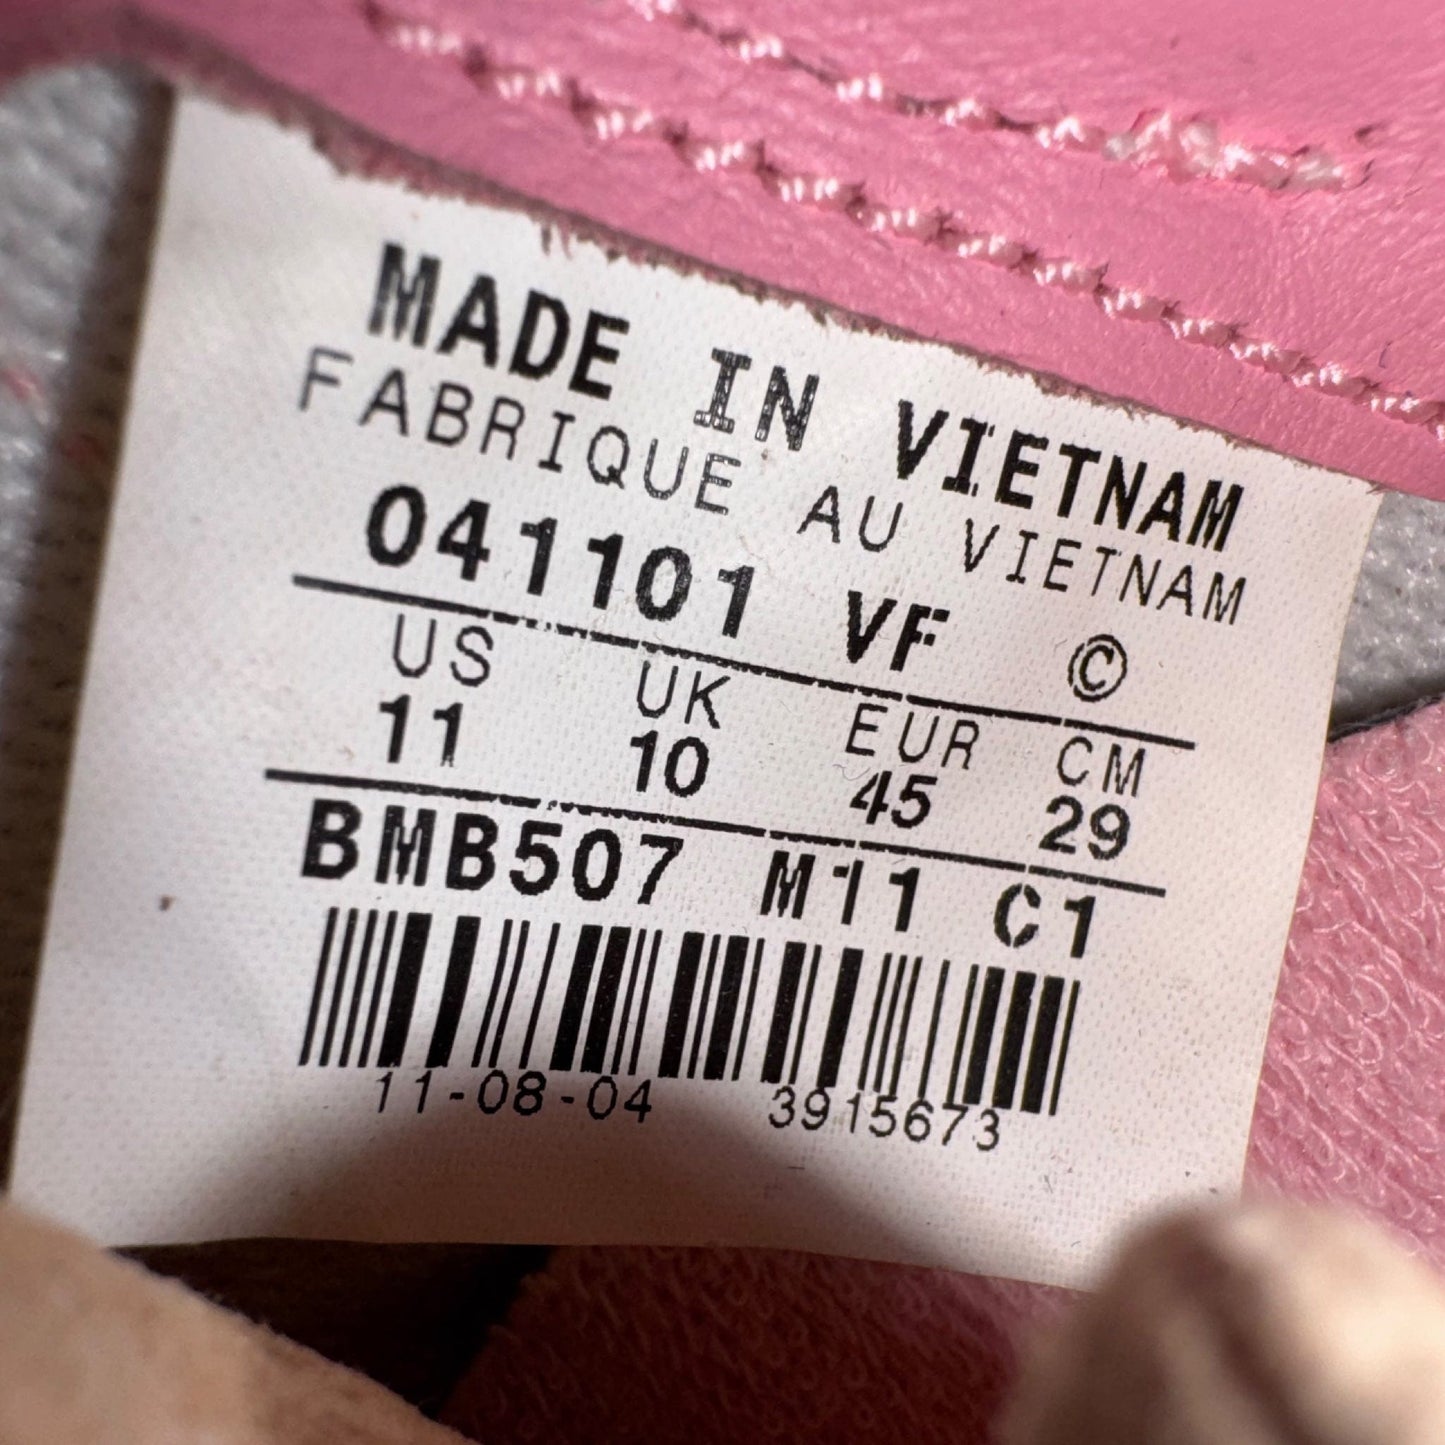 MADE IN VIETNAM
FABRIQUE AU VIETNAM
041101 VF ©
US UK EUR CM
11 10 45 29
BMB507 M11 C1
11-08-04 3915673